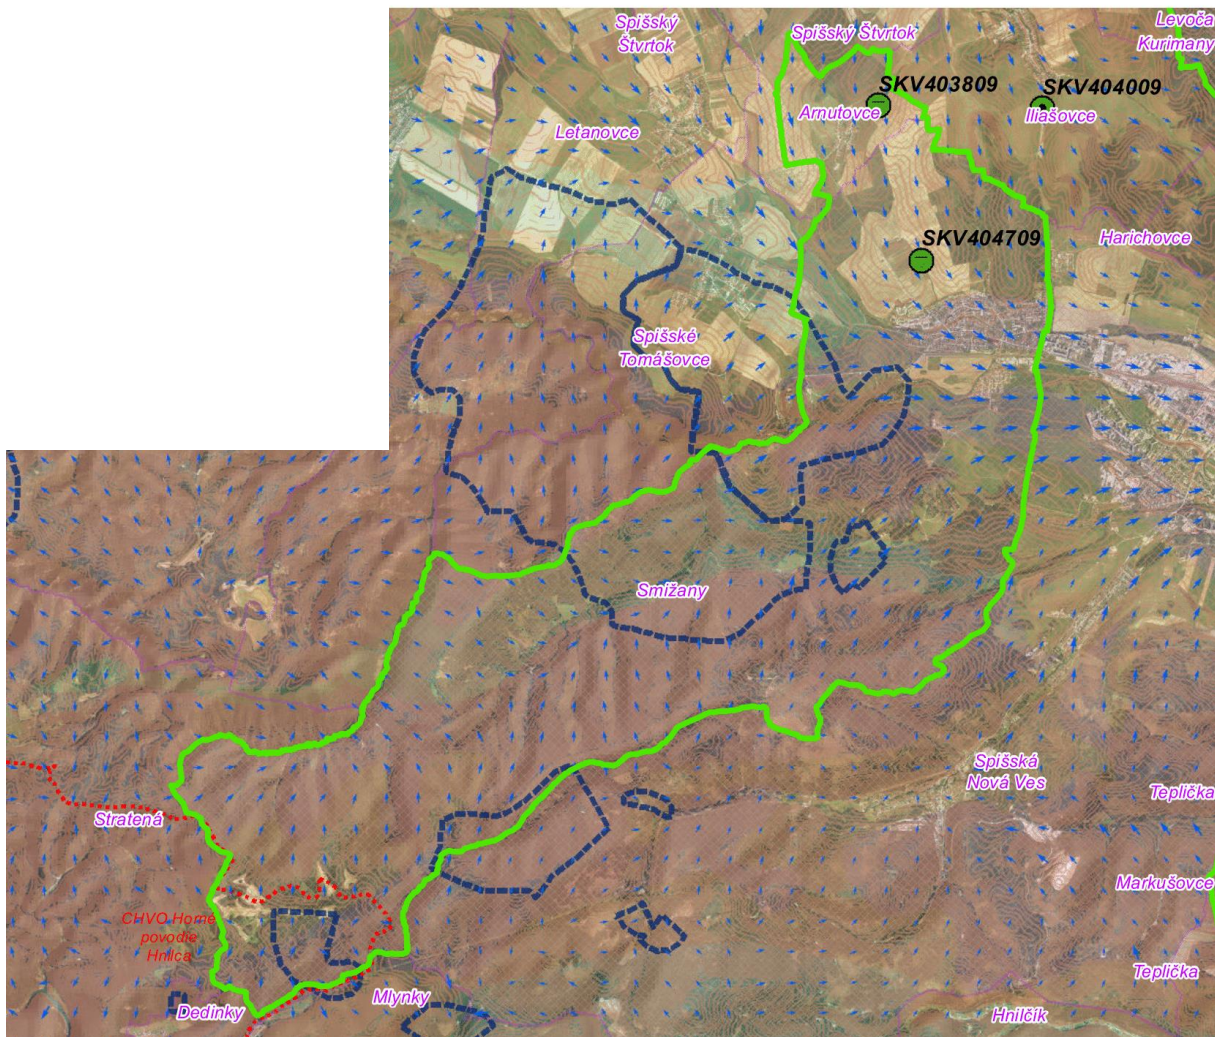 Spišský
Štvrtok
Spišský Štvrtok
Levoča
Kurimany
SKV403809
SKV404009
Arnutovce
Iliašovce
Letanovce
SKV404709
Harichovce
Spišské
Tomášovce
Smižany
Spišská
Nová Ves
Teplička
Stratená
Markušovce
CHVO Horné
povodie
Hnilca
Teplička
Mlynky
Dedinky
Hnilčík